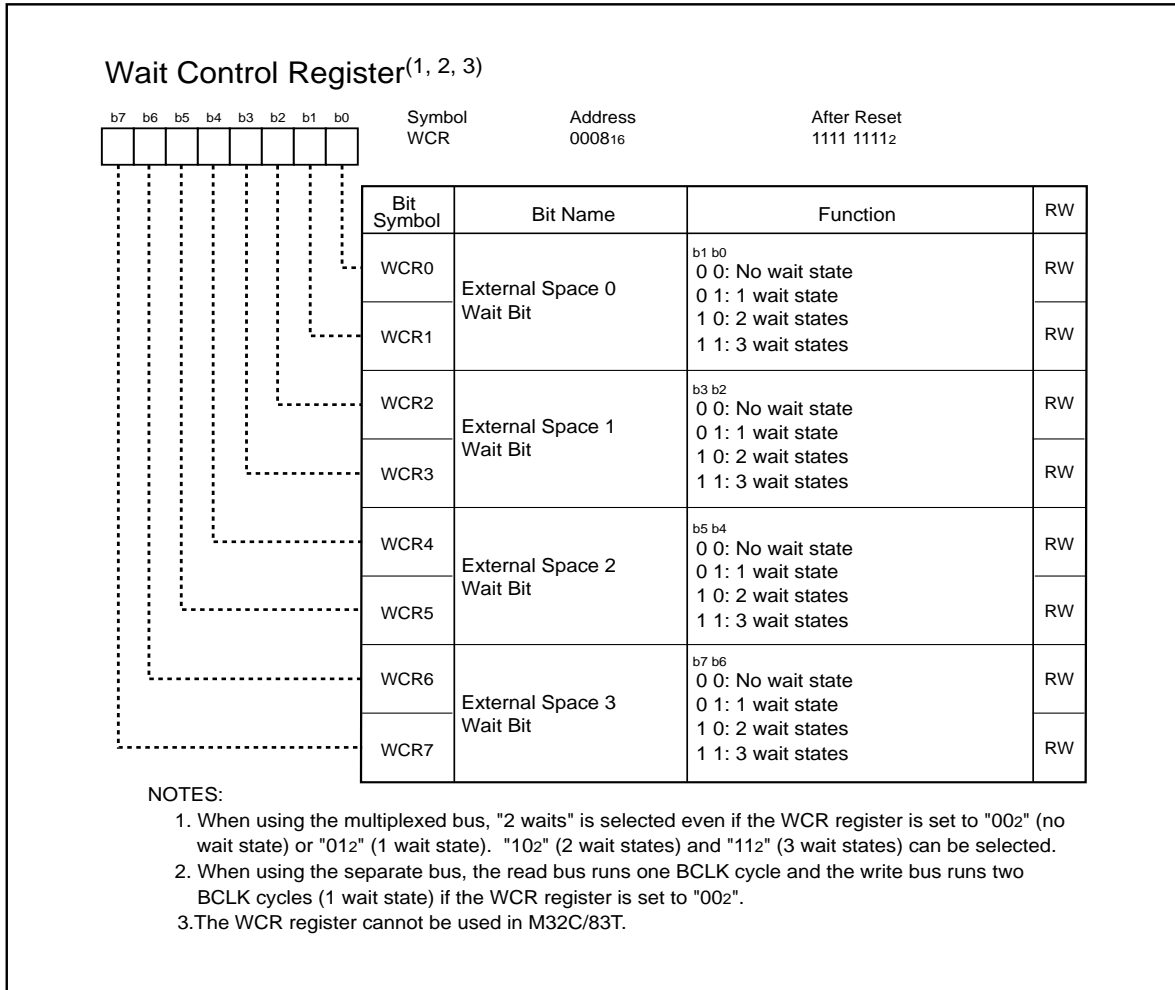 Wait Control Register(1, 2, 3)
b7 b6 b5 b4 b3 b2 b1 b0
Symbol Address After Reset
WCR 000816 1111 11112
Bit Symbol Bit Name Function RW
WCR0 RW
WCR1 RW
External Space 0
Wait Bit
b1 b0
0 0: No wait state
0 1: 1 wait state
1 0: 2 wait states
1 1: 3 wait states
WCR2 RW
WCR3 RW
External Space 1
Wait Bit
b3 b2
0 0: No wait state
0 1: 1 wait state
1 0: 2 wait states
1 1: 3 wait states
WCR4 RW
WCR5 RW
External Space 2
Wait Bit
b5 b4
0 0: No wait state
0 1: 1 wait state
1 0: 2 wait states
1 1: 3 wait states
WCR6 RW
WCR7 RW
External Space 3
Wait Bit
b7 b6
0 0: No wait state
0 1: 1 wait state
1 0: 2 wait states
1 1: 3 wait states
NOTES:
1. When using the multiplexed bus, "2 waits" is selected even if the WCR register is set to "002" (no
wait state) or "012" (1 wait state). "102" (2 wait states) and "112" (3 wait states) can be selected.
2. When using the separate bus, the read bus runs one BCLK cycle and the write bus runs two
BCLK cycles (1 wait state) if the WCR register is set to "002".
3.The WCR register cannot be used in M32C/83T.